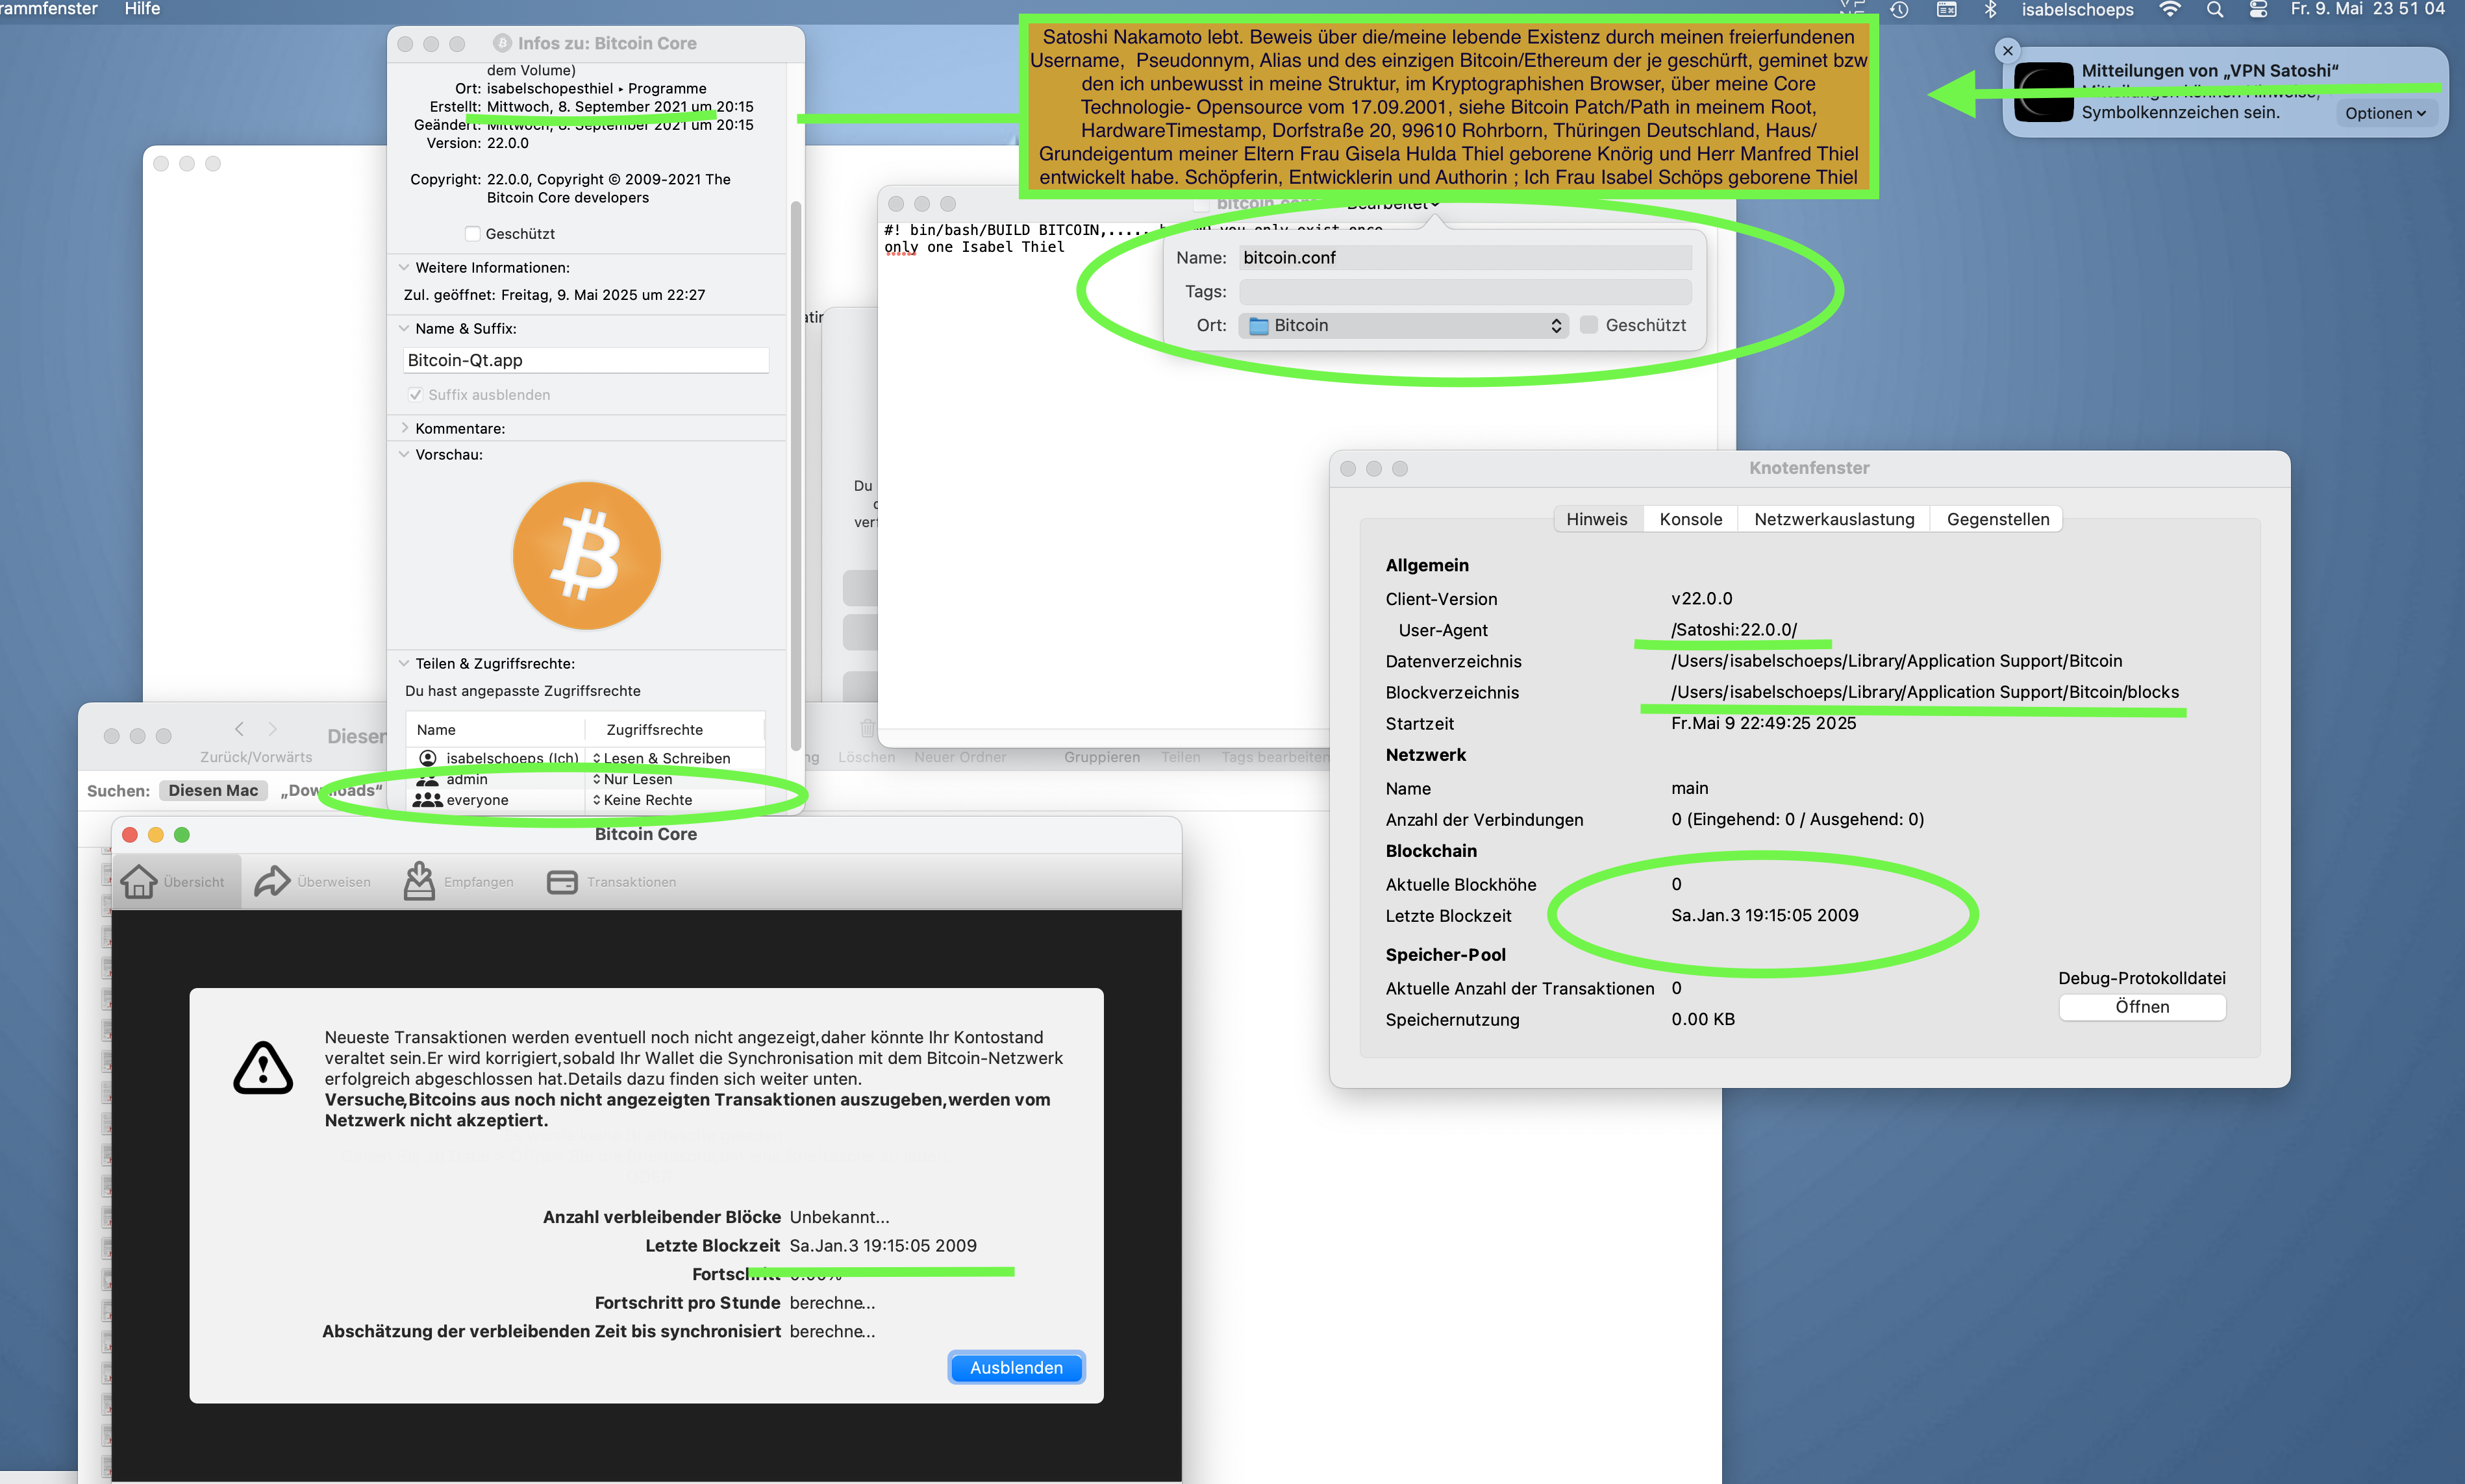 rammfenster Hilfe
isabelschoeps Fr. 9. Mai 23 51 04
Satoshi Nakamoto lebt. Beweis über die/meine lebende Existenz durch meinen freierfundenen
Username, Pseudonnym, Alias und des einzigen Bitcoin/Ethereum der je geschürft, geminet bzw
den ich unbewusst in meine Struktur, im Kryptographishen Browser, über meine Core
Technologie- Opensource vom 17.09.2001, siehe Bitcoin Patch/Path in meinem Root,
HardwareTimestamp, Dorfstraße 20, 99610 Rohrborn, Thüringen Deutschland, Haus/
Grundeigentum meiner Eltern Frau Gisela Hulda Thiel geborene Knörig und Herr Manfred Thiel
entwickelt habe. Schöpferin, Entwicklerin und Authorin ; Ich Frau Isabel Schöps geborene Thiel
Mitteilungen von „VPN Satoshi“
Mitteilungen können Hinweise,
Symbolkennzeichen sein.
Optionen
Infos zu: Bitcoin Core
dem Volume)
Ort: isabelschopesthiel ▸ Programme
Erstellt: Mittwoch, 8. September 2021 um 20:15
Geändert: Mittwoch, 8. September 2021 um 20:15
Version: 22.0.0
Copyright: 22.0.0, Copyright © 2009-2021 The
Bitcoin Core developers
Geschützt
Weitere Informationen:
Zul. geöffnet: Freitag, 9. Mai 2025 um 22:27
Name & Suffix:
Bitcoin-Qt.app
Suffix ausblenden
Kommentare:
Vorschau:
Teilen & Zugriffsrechte:
Du hast angepasste Zugriffsrechte
Name Zugriffsrechte
isabelschoeps (Ich) Lesen & Schreiben
admin Nur Lesen
everyone Keine Rechte
bitcoin.con Bearbeitet
#! bin/bash/BUILD BITCOIN,..... you only exist once
only one Isabel Thiel
Name: bitcoin.conf
Tags:
Ort: Bitcoin Geschützt
Du
verf
Diesen
Zurück/Vorwärts
ng Löschen Neuer Ordner Gruppieren Teilen Tags bearbeiten
Suchen: Diesen Mac „Downloads“
Knotenfenster
Hinweis Konsole Netzwerkauslastung Gegenstellen
Allgemein
Client-Version v22.0.0
User-Agent /Satoshi:22.0.0/
Datenverzeichnis /Users/isabelschoeps/Library/Application Support/Bitcoin
Blockverzeichnis /Users/isabelschoeps/Library/Application Support/Bitcoin/blocks
Startzeit Fr.Mai 9 22:49:25 2025
Netzwerk
Name main
Anzahl der Verbindungen 0 (Eingehend: 0 / Ausgehend: 0)
Blockchain
Aktuelle Blockhöhe 0
Letzte Blockzeit Sa.Jan.3 19:15:05 2009
Speicher-Pool
Aktuelle Anzahl der Transaktionen 0
Speichernutzung 0.00 KB
Debug-Protokolldatei
Öffnen
Bitcoin Core
Übersicht Überweisen Empfangen Transaktionen
Neueste Transaktionen werden eventuell noch nicht angezeigt,daher könnte Ihr Kontostand
veraltet sein.Er wird korrigiert,sobald Ihr Wallet die Synchronisation mit dem Bitcoin-Netzwerk
erfolgreich abgeschlossen hat.Details dazu finden sich weiter unten.
Versuche,Bitcoins aus noch nicht angezeigten Transaktionen auszugeben,werden vom
Netzwerk nicht akzeptiert.
Anzahl verbleibender Blöcke Unbekannt...
Letzte Blockzeit Sa.Jan.3 19:15:05 2009
Fortschritt 0.00%
Fortschritt pro Stunde berechne...
Abschätzung der verbleibenden Zeit bis synchronisiert berechne...
Ausblenden